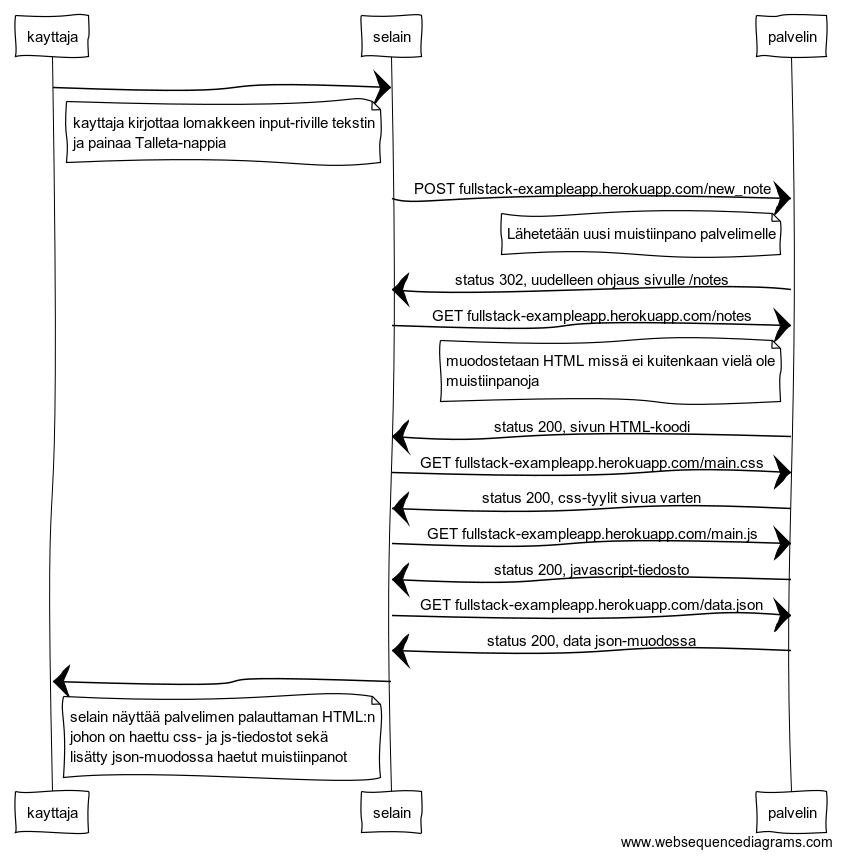 kayttaja
selain
palvelin
kayttaja kirjottaa lomakkeen input-riville tekstin
ja painaa Talleta-nappia
POST fullstack-exampleapp.herokuapp.com/new_note
Lähetetään uusi muistiinpano palvelimelle
status 302, uudelleen ohjaus sivulle /notes
GET fullstack-exampleapp.herokuapp.com/notes
muodostetaan HTML missä ei kuitenkaan vielä ole
muistiinpanoja
status 200, sivun HTML-koodi
GET fullstack-exampleapp.herokuapp.com/main.css
status 200, css-tyylit sivua varten
GET fullstack-exampleapp.herokuapp.com/main.js
status 200, javascript-tiedosto
GET fullstack-exampleapp.herokuapp.com/data.json
status 200, data json-muodossa
selain näyttää palvelimen palauttaman HTML:n
johon on haettu css- ja js-tiedostot sekä
lisätty json-muodossa haetut muistiinpanot
kayttaja
selain
palvelin
www.websequencediagrams.com